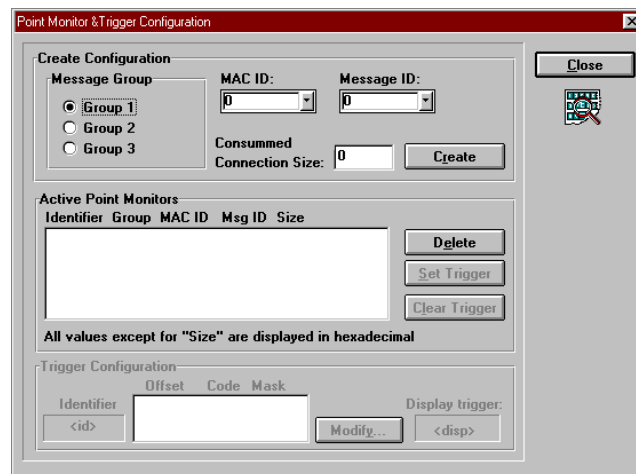 Point Monitor &Trigger Configuration
Close
Create Configuration
Message Group
Group 1
Group 2
Group 3
MAC ID:
0
Message ID:
0
Consummed
Connection Size:
0
Create
Active Point Monitors
Identifier Group MAC ID Msg ID Size
Delete
Set Trigger
Clear Trigger
All values except for "Size" are displayed in hexadecimal
Trigger Configuration
Offset Code Mask
Identifier
<id>
Modify...
Display trigger:
<disp>